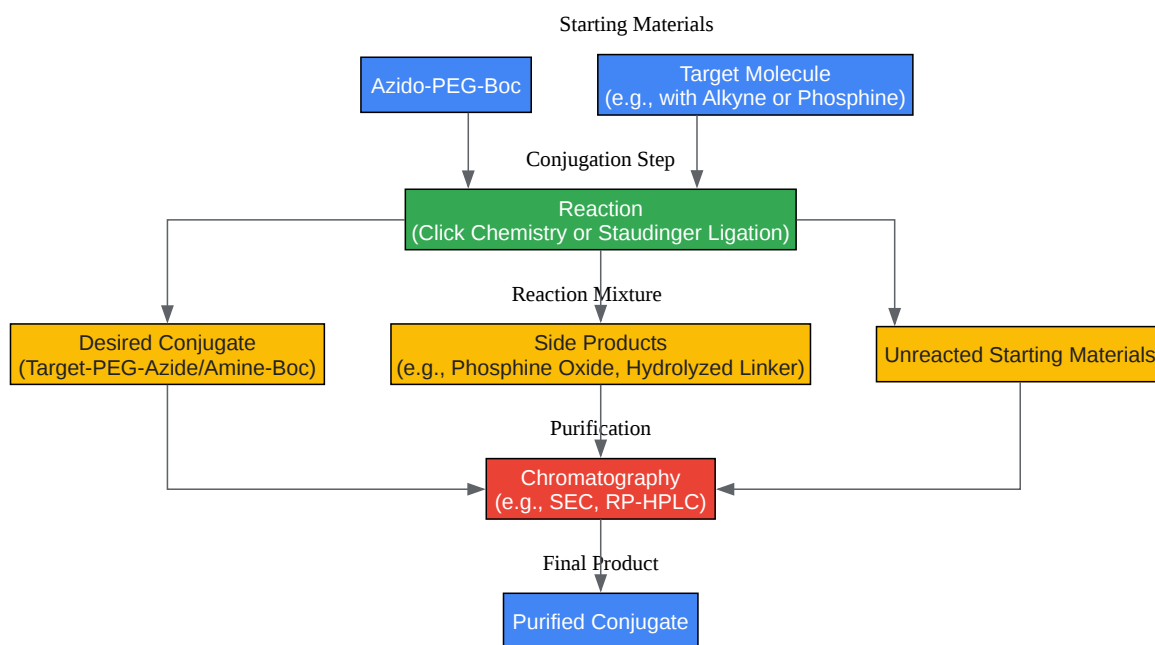 Starting Materials
Azido-PEG-Boc
Target Molecule
(e.g., with Alkyne or Phosphine)
Conjugation Step
Reaction
(Click Chemistry or Staudinger Ligation)
Reaction Mixture
Desired Conjugate
(Target-PEG-Azide/Amine-Boc)
Side Products
(e.g., Phosphine Oxide, Hydrolyzed Linker)
Unreacted Starting Materials
Purification
Chromatography
(e.g., SEC, RP-HPLC)
Final Product
Purified Conjugate